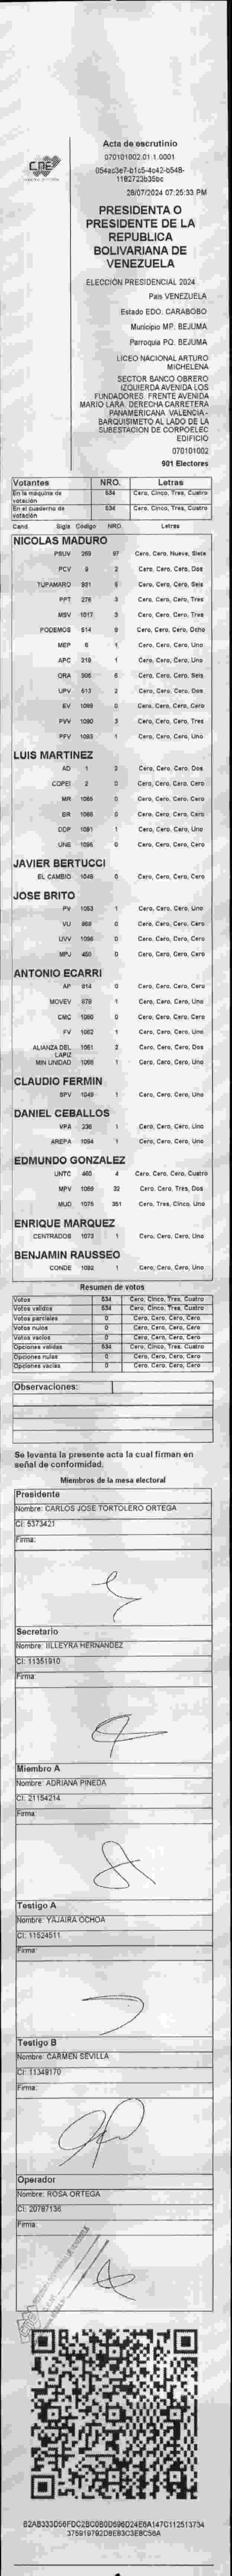 CNE
Acta de escrutinio
070101002.01.1.0001
054ac3e7-b1c5-4c42-b548-
1182723b35bc
28/07/2024 07:25:33 PM
PRESIDENTA O
PRESIDENTE DE LA
REPUBLICA
BOLIVARIANA DE
VENEZUELA
ELECCIÓN PRESIDENCIAL 2024
País VENEZUELA
Estado EDO. CARABOBO
Municipio MP. BEJUMA
Parroquia PQ. BEJUMA
LICEO NACIONAL ARTURO
MICHELENA
SECTOR BANCO OBRERO
IZQUIERDA AVENIDA LOS
FUNDADORES. FRENTE AVENIDA
MARIO LARA. DERECHA CARRETERA
PANAMERICANA VALENCIA -
BARQUISIMETO AL LADO DE LA
SUBESTACION DE CORPOELEC
EDIFICIO
070101002
901 Electores
Votantes NRO. Letras
En la máquina de votación 534 Cero, Cinco, Tres, Cuatro
En el cuaderno de votación 534 Cero, Cinco, Tres, Cuatro
Cand. Sigla Código NRO. Letras
NICOLAS MADURO
PSUV 269 97 Cero, Cero, Nueve, Siete
PCV 9 2 Cero, Cero, Cero, Dos
TUPAMARO 931 6 Cero, Cero, Cero, Seis
PPT 276 3 Cero, Cero, Cero, Tres
MSV 1017 3 Cero, Cero, Cero, Tres
PODEMOS 514 8 Cero, Cero, Cero, Ocho
MEP 6 1 Cero, Cero, Cero, Uno
APC 219 1 Cero, Cero, Cero, Uno
ORA 306 6 Cero, Cero, Cero, Seis
UPV 613 2 Cero, Cero, Cero, Dos
EV 1099 0 Cero, Cero, Cero, Cero
PVV 1090 3 Cero, Cero, Cero, Tres
PFV 1093 1 Cero, Cero, Cero, Uno
LUIS MARTINEZ
AD 1 2 Cero, Cero, Cero, Dos
COPEI 2 0 Cero, Cero, Cero, Cero
MR 1065 0 Cero, Cero, Cero, Cero
BR 1066 0 Cero, Cero, Cero, Cero
DDP 1091 1 Cero, Cero, Cero, Uno
UNE 1095 0 Cero, Cero, Cero, Cero
JAVIER BERTUCCI
EL CAMBIO 1048 0 Cero, Cero, Cero, Cero
JOSE BRITO
PV 1053 1 Cero, Cero, Cero, Uno
VU 868 0 Cero, Cero, Cero, Cero
UVV 1096 0 Cero, Cero, Cero, Cero
MPJ 450 0 Cero, Cero, Cero, Cero
ANTONIO ECARRI
AP 814 0 Cero, Cero, Cero, Cero
MOVEV 879 1 Cero, Cero, Cero, Uno
CMC 1060 0 Cero, Cero, Cero, Cero
FV 1062 1 Cero, Cero, Cero, Uno
ALIANZA DEL LAPIZ 1061 2 Cero, Cero, Cero, Dos
MIN UNIDAD 1098 1 Cero, Cero, Cero, Uno
CLAUDIO FERMIN
SPV 1049 1 Cero, Cero, Cero, Uno
DANIEL CEBALLOS
VPA 236 1 Cero, Cero, Cero, Uno
AREPA 1094 1 Cero, Cero, Cero, Uno
EDMUNDO GONZALEZ
UNTC 460 4 Cero, Cero, Cero, Cuatro
MPV 1069 32 Cero, Cero, Tres, Dos
MUD 1075 351 Cero, Tres, Cinco, Uno
ENRIQUE MARQUEZ
CENTRADOS 1073 1 Cero, Cero, Cero, Uno
BENJAMIN RAUSSEO
CONDE 1092 1 Cero, Cero, Cero, Uno
Resumen de votos
Votos 534 Cero, Cinco, Tres, Cuatro
Votos validos 534 Cero, Cinco, Tres, Cuatro
Votos parciales 0 Cero, Cero, Cero, Cero
Votos nulos 0 Cero, Cero, Cero, Cero
Votos vacíos 0 Cero, Cero, Cero, Cero
Opciones validas 534 Cero, Cinco, Tres, Cuatro
Opciones nulas 0 Cero, Cero, Cero, Cero
Opciones vacías 0 Cero, Cero, Cero, Cero
Observaciones:
Se levanta la presente acta la cual firman en
señal de conformidad.
Miembros de la mesa electoral
Presidente
Nombre: CARLOS JOSE TORTOLERO ORTEGA
CI: 5373421
Firma:
Secretario
Nombre: IILLEYRA HERNANDEZ
CI: 11351910
Firma:
Miembro A
Nombre: ADRIANA PINEDA
CI: 21154214
Firma:
Testigo A
Nombre: YAJAIRA OCHOA
CI: 11524511
Firma:
Testigo B
Nombre: CARMEN SEVILLA
CI: 11349170
Firma:
Operador
Nombre: ROSA ORTEGA
CI: 20787136
Firma:
62AB333D56FDC2BC0B0D596D24E6A147C112513734
375919792D8E83C3E8C56A